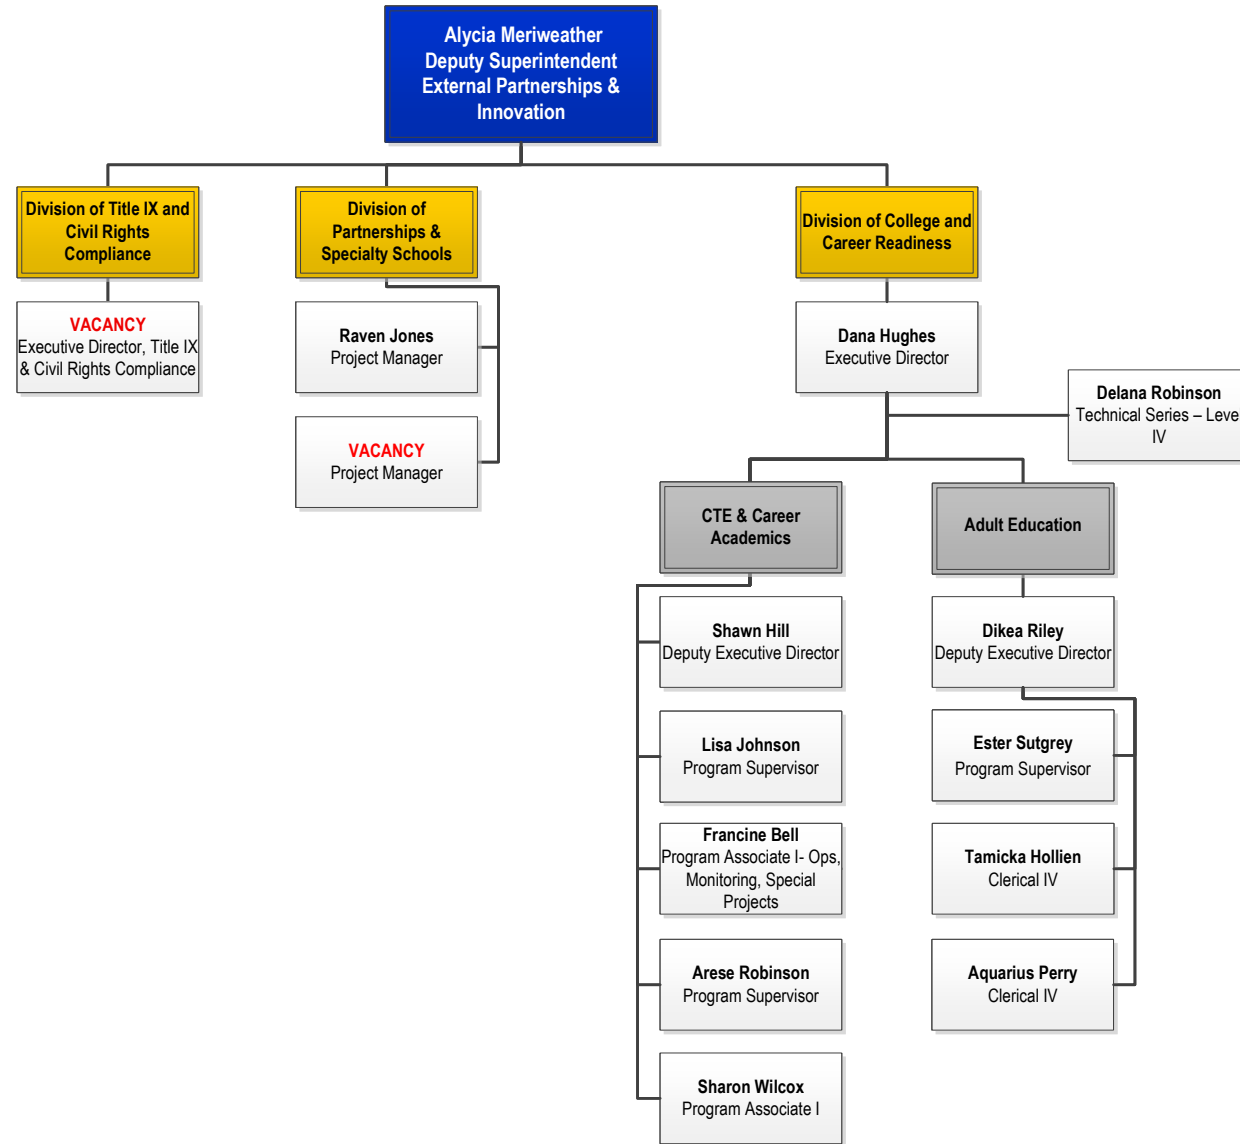 Alycia Meriweather
Deputy Superintendent
External Partnerships &
Innovation
Division of Title IX and
Civil Rights
Compliance
Division of
Partnerships &
Specialty Schools
Division of College and
Career Readiness
VACANCY
Executive Director, Title IX
& Civil Rights Compliance
Raven Jones
Project Manager
Dana Hughes
Executive Director
Delana Robinson
Technical Series – Leve
IV
VACANCY
Project Manager
CTE & Career
Academics
Adult Education
Shawn Hill
Deputy Executive Director
Dikea Riley
Deputy Executive Director
Lisa Johnson
Program Supervisor
Ester Sutgrey
Program Supervisor
Francine Bell
Program Associate I- Ops,
Monitoring, Special
Projects
Tamicka Hollien
Clerical IV
Arese Robinson
Program Supervisor
Aquarius Perry
Clerical IV
Sharon Wilcox
Program Associate I